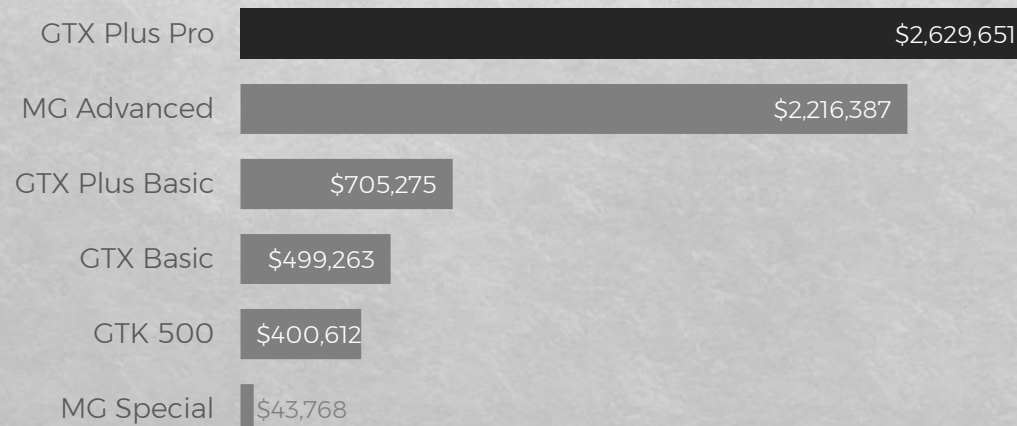 GTX Plus Pro $2,629,651
MG Advanced $2,216,387
GTX Plus Basic $705,275
GTX Basic $499,263
GTK 500 $400,612
MG Special $43,768